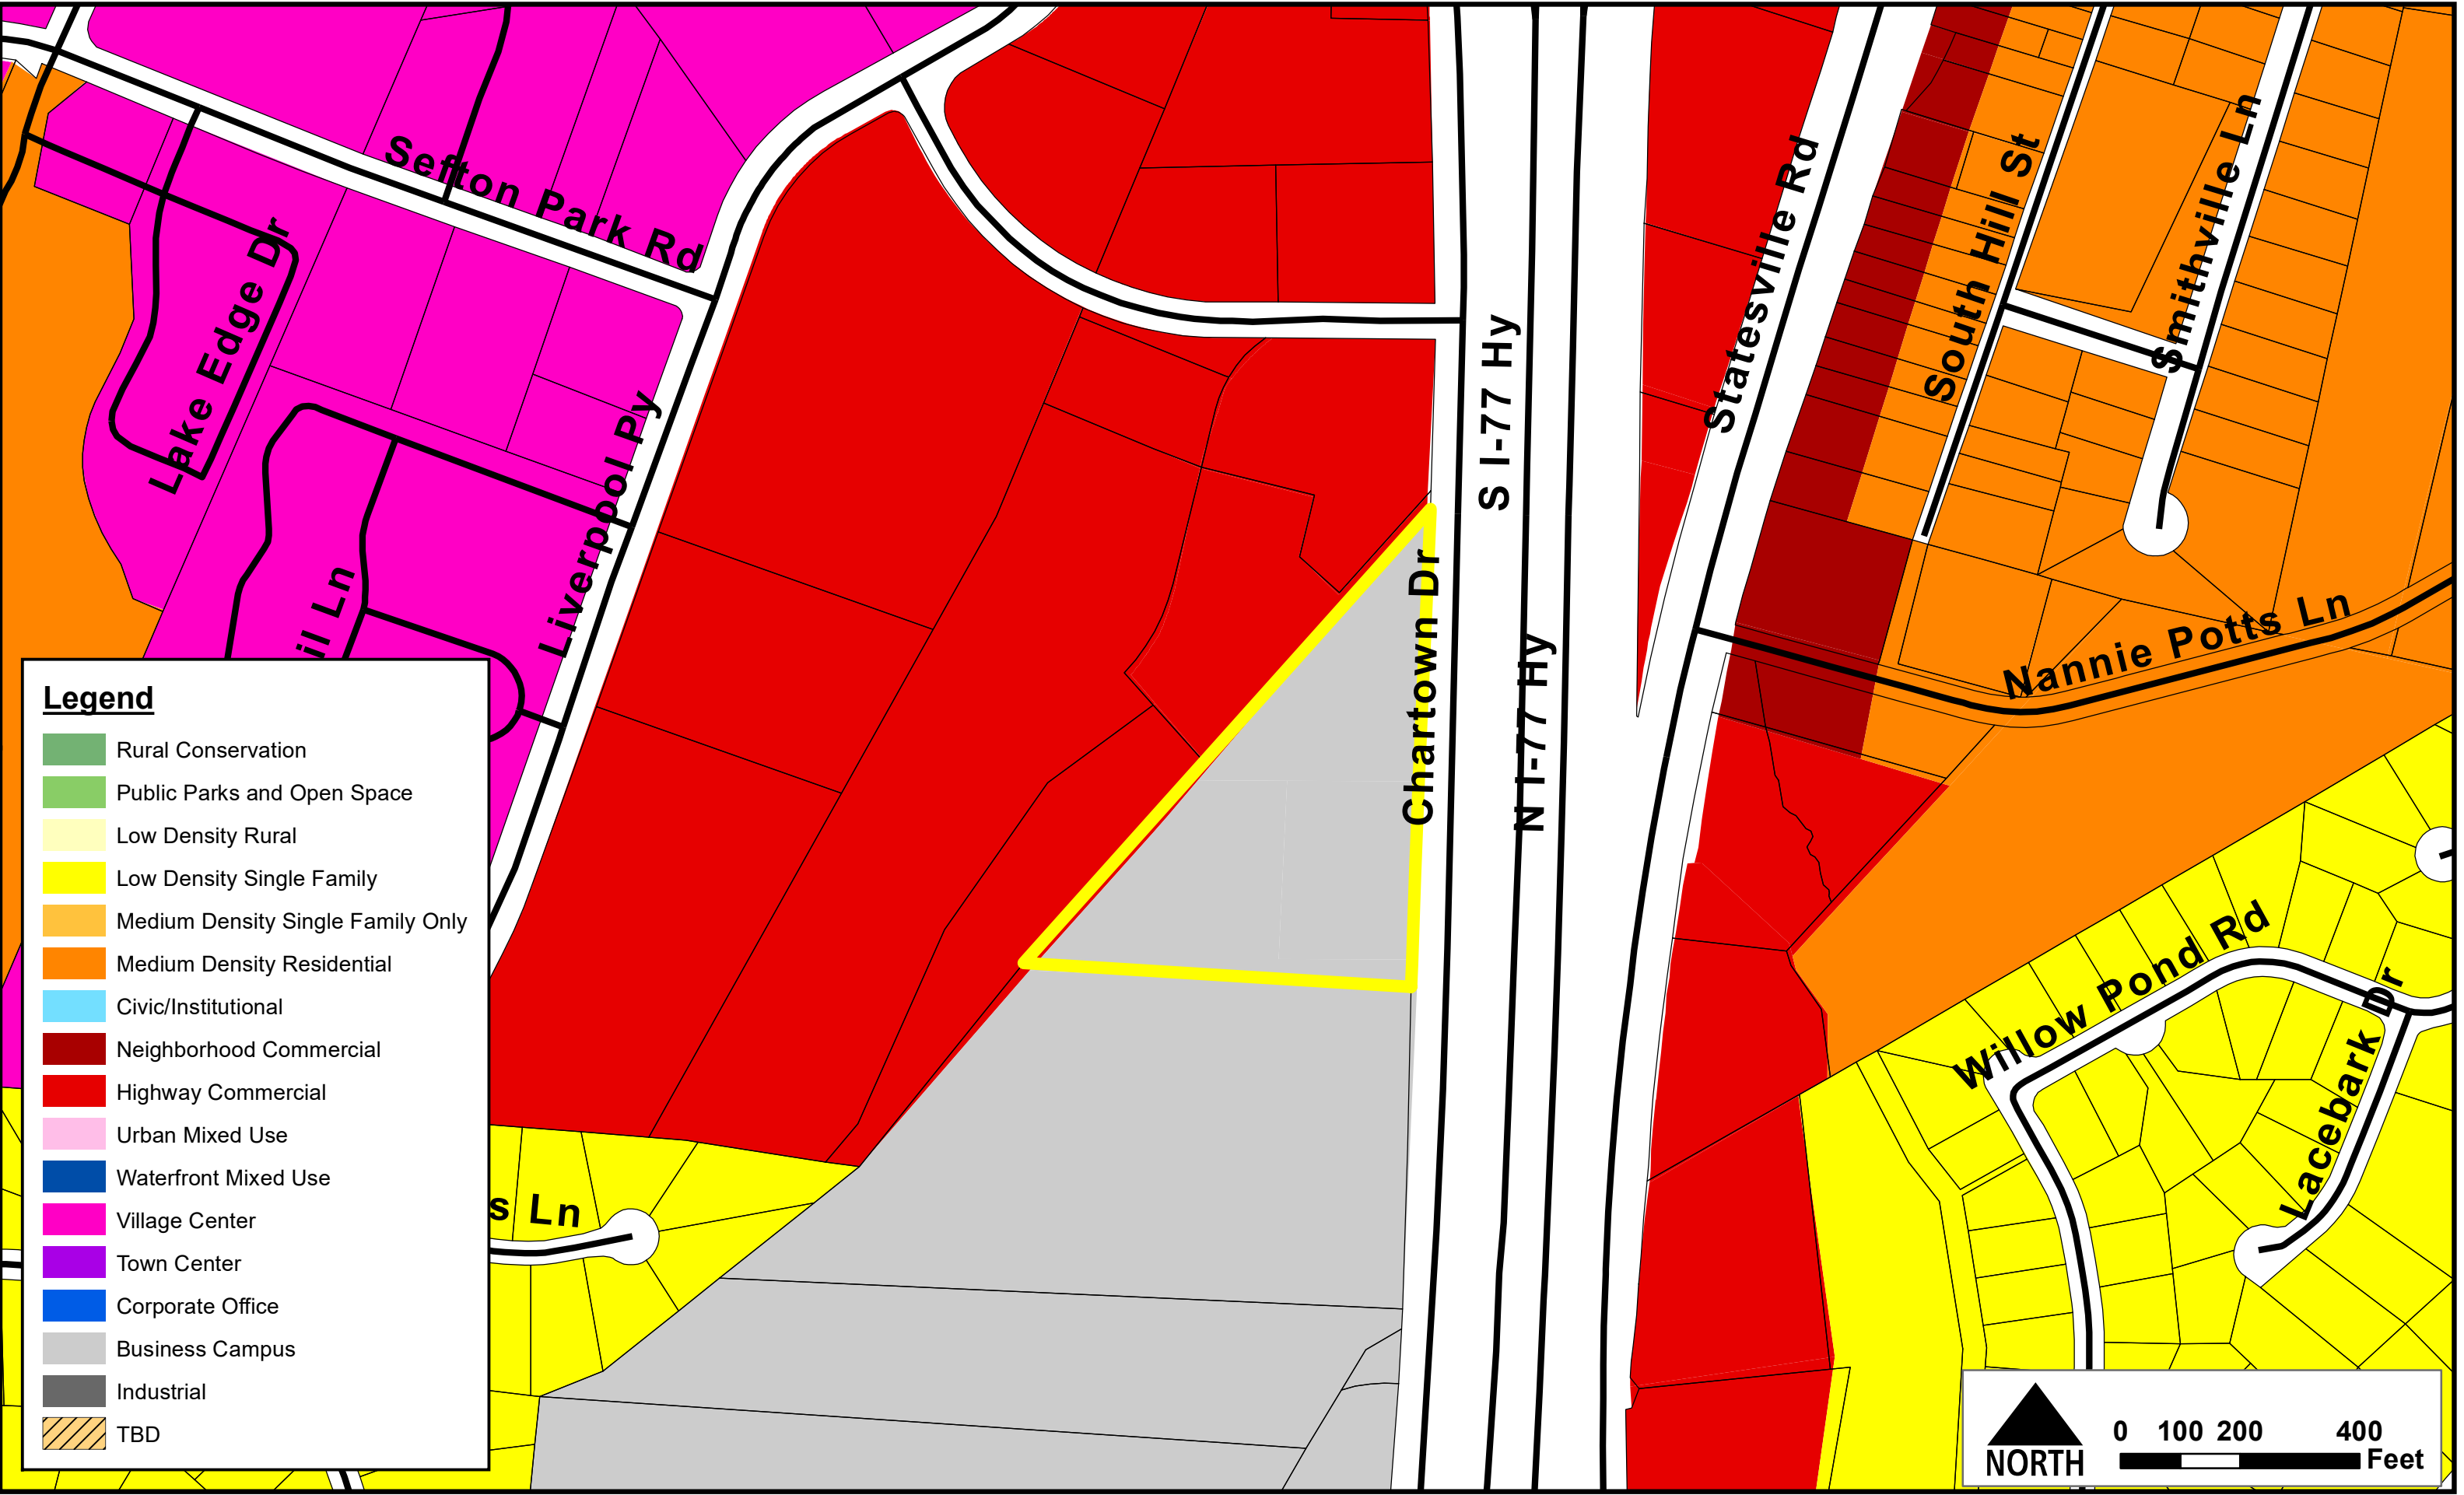 Sefton Park Rd
Lake Edge Dr
Liverpool Py
il Ln
S I-77 Hy
N I-77 Hy
Chartown Dr
Statesville Rd
South Hill St
Smithville Ln
Nannie Potts Ln
Willow Pond Rd
Lacebark Dr
s Ln
Legend
Rural Conservation
Public Parks and Open Space
Low Density Rural
Low Density Single Family
Medium Density Single Family Only
Medium Density Residential
Civic/Institutional
Neighborhood Commercial
Highway Commercial
Urban Mixed Use
Waterfront Mixed Use
Village Center
Town Center
Corporate Office
Business Campus
Industrial
TBD
0 100 200 400
Feet
NORTH